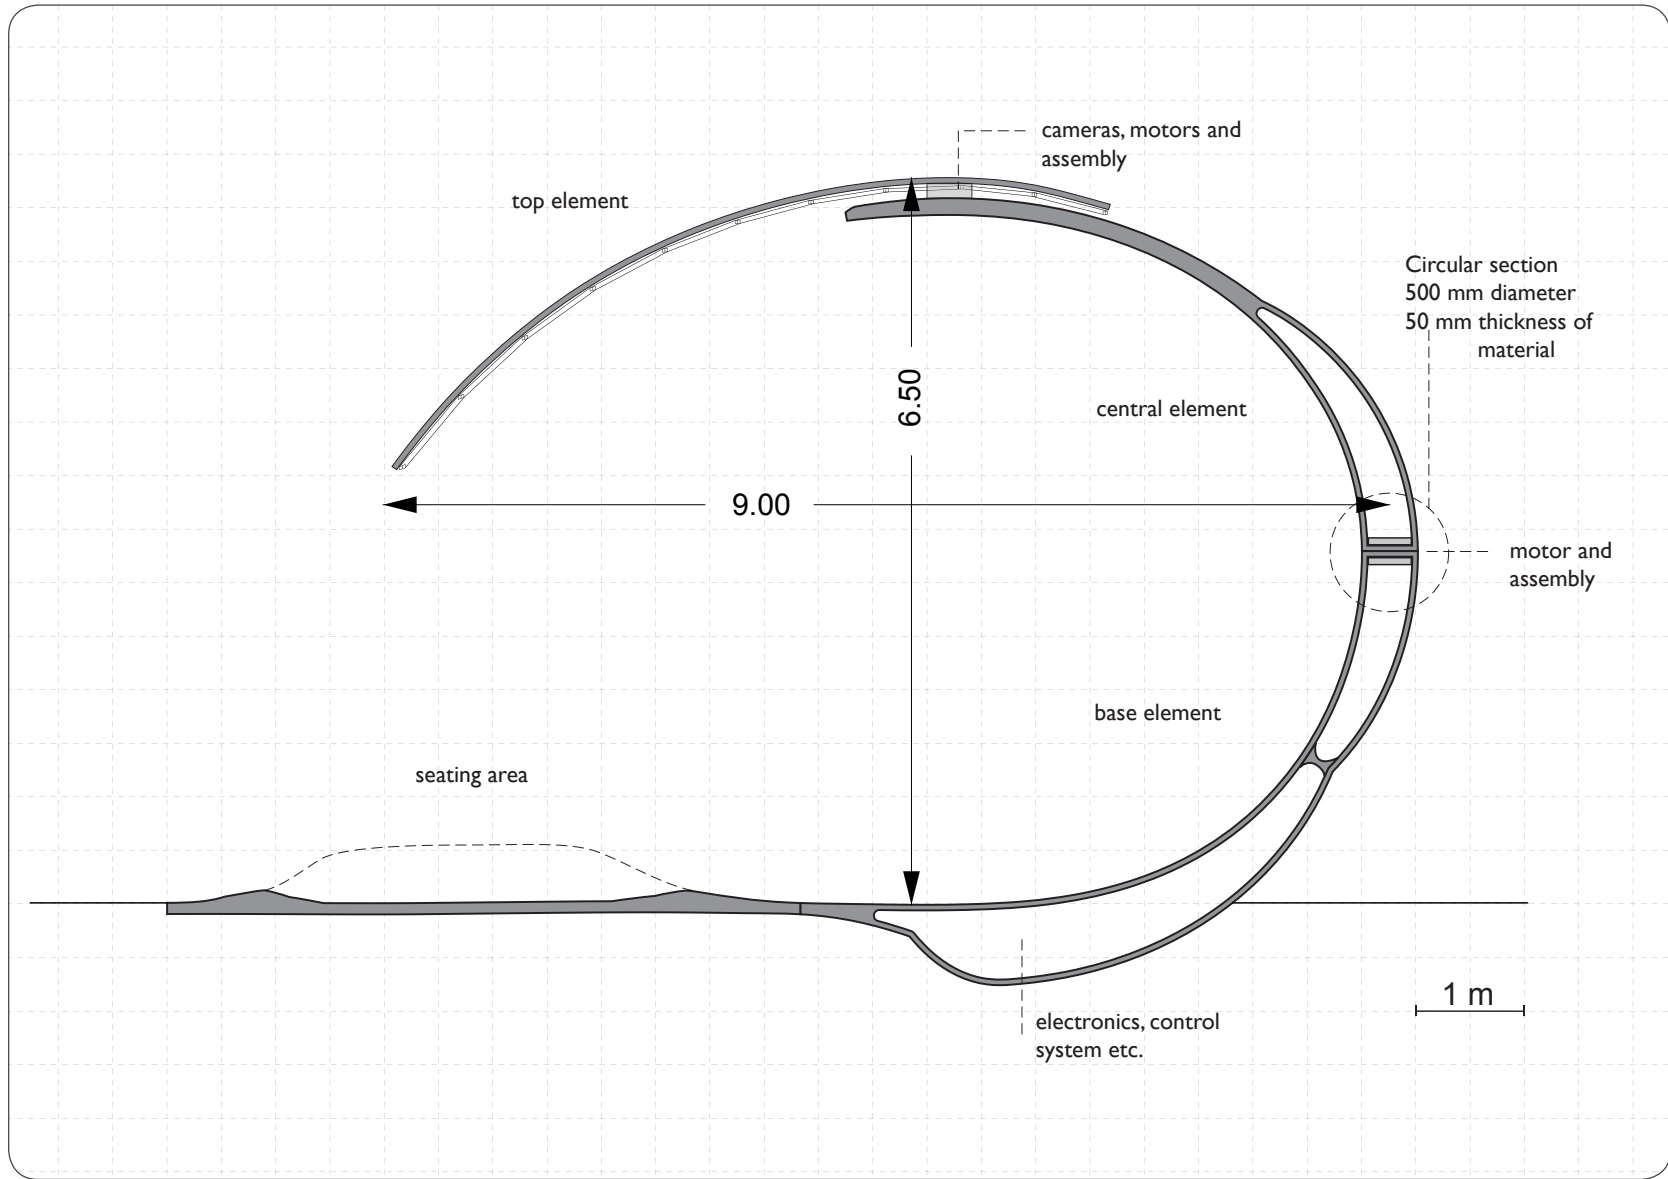 cameras, motors and
assembly
top element
Circular section
500 mm diameter
50 mm thickness of
material
6.50
central element
9.00
motor and
assembly
base element
seating area
1 m
electronics, control
system etc.